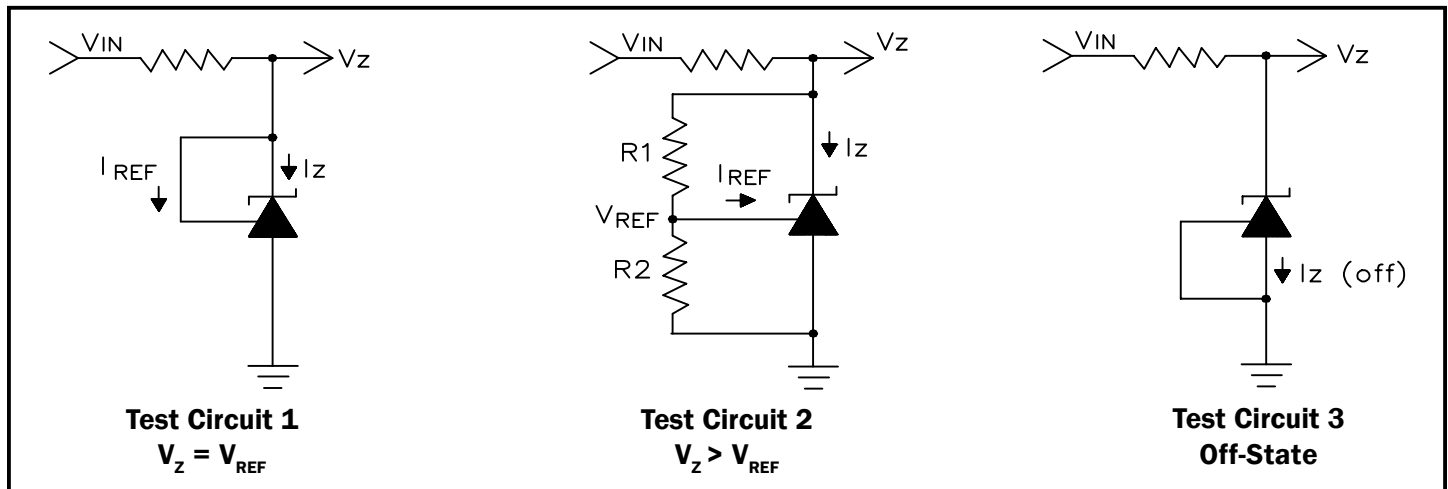 VIN
Vz
I REF
Iz
Test Circuit 1
VZ = VREF
VIN
Vz
R1
Iz
IREF
VREF
R2
Test Circuit 2
VZ > VREF
VIN
Vz
Iz (off)
Test Circuit 3
Off-State